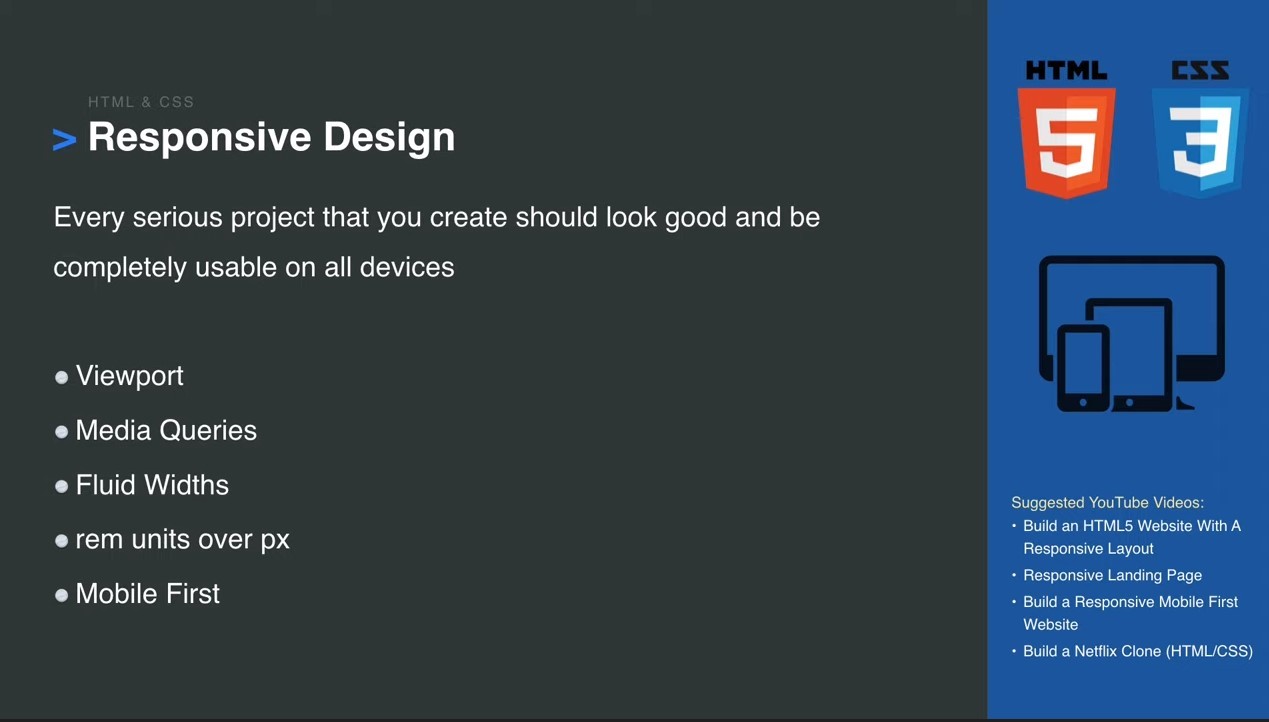 HTML & CSS
> Responsive Design
Every serious project that you create should look good and be
completely usable on all devices
Viewport
Media Queries
Fluid Widths
rem units over px
Mobile First
HTML
5
CSS
3
Suggested YouTube Videos:
• Build an HTML5 Website With A
Responsive Layout
• Responsive Landing Page
• Build a Responsive Mobile First
Website
• Build a Netflix Clone (HTML/CSS)